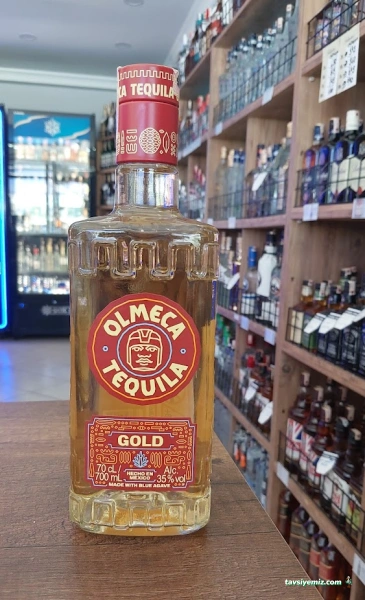 CA TEQUILA
OLMECA
TEQUILA
GOLD
70 cL
700 mL
HECHO EN
MÉXICO
Alc
35% vol
MADE WITH BLUE AGAVE
tavsiyemiz.com